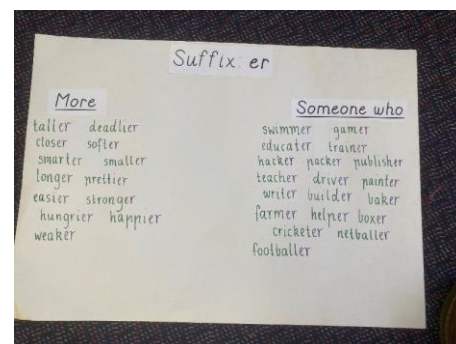 Suffix: er
More
taller deadlier
closer softer
smarter smaller
longer prettier
easier stronger
hungrier happier
weaker
Someone who
swimmer gamer
educater trainer
hacker packer publisher
teacher driver painter
writer builder baker
farmer helper boxer
cricketer netballer
footballer